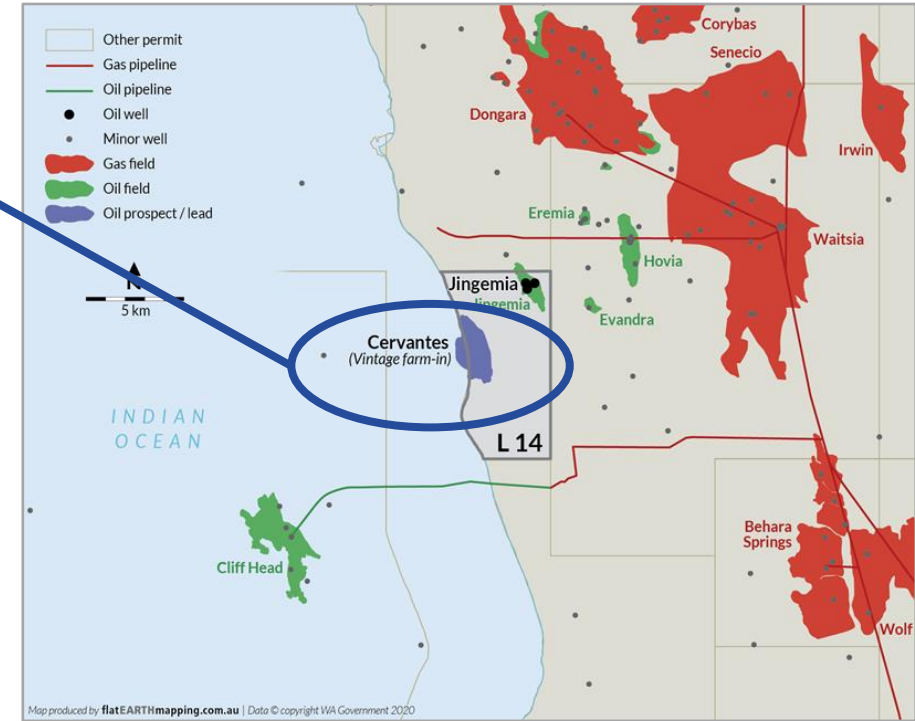 Other permit
Gas pipeline
Oil pipeline
Oil well
Minor well
Gas field
Oil field
Oil prospect / lead
N
5 km
INDIAN
OCEAN
Corybas
Senecio
Dongara
Irwin
Eremia
Hovia
Waitsia
Jingemia
Jingemia
Evandra
Cervantes
(Vintage farm-in)
L 14
Behara
Springs
Cliff Head
Wolf
Map produced by flatEARTHmapping.com.au | Data © copyright WA Government 2020